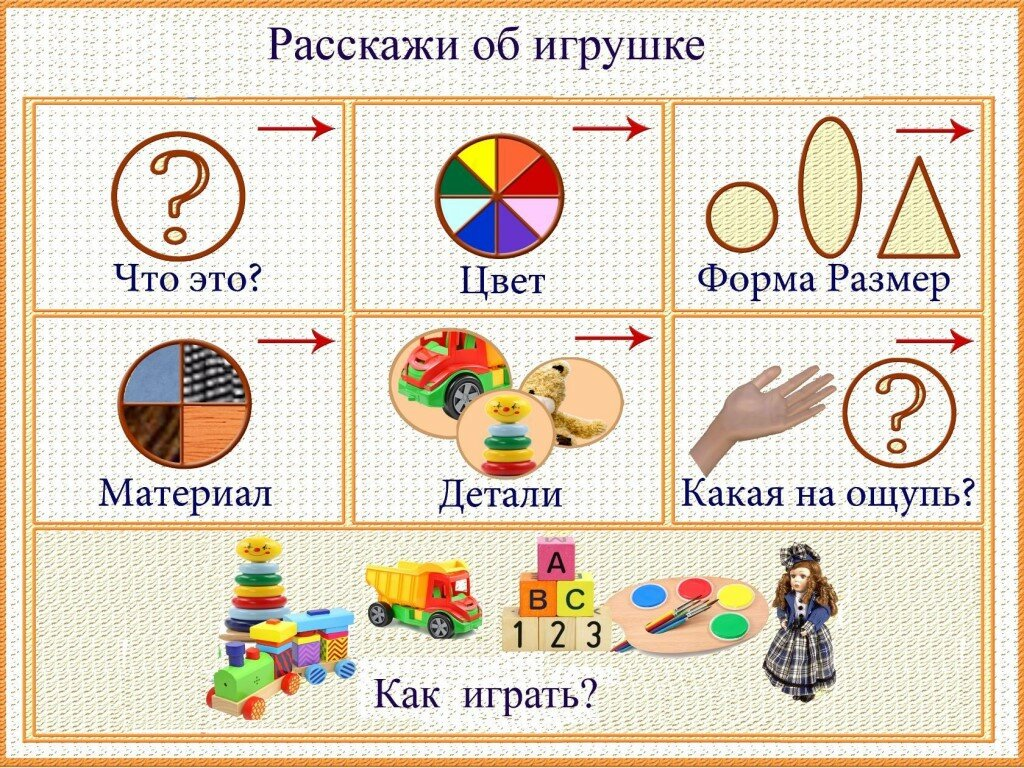 Расскажи об игрушке
?
Что это?
Цвет
Форма Размер
Материал
Детали
?
Какая на ощупь?
A
B C
1 2 3
Как играть?